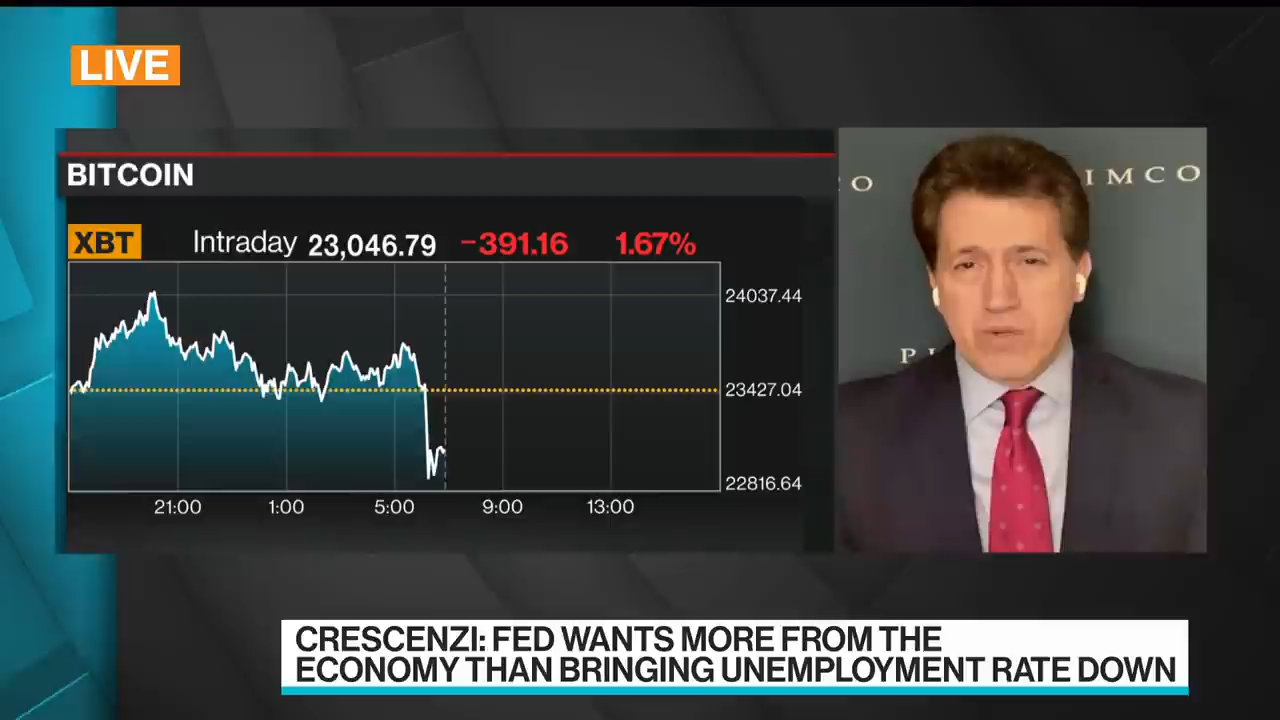 LIVE
BITCOIN
XBT Intraday 23,046.79 −391.16 1.67%
24037.44
23427.04
22816.64
21:00 1:00 5:00 9:00 13:00
O IMCO
P
CRESCENZI: FED WANTS MORE FROM THE
ECONOMY THAN BRINGING UNEMPLOYMENT RATE DOWN